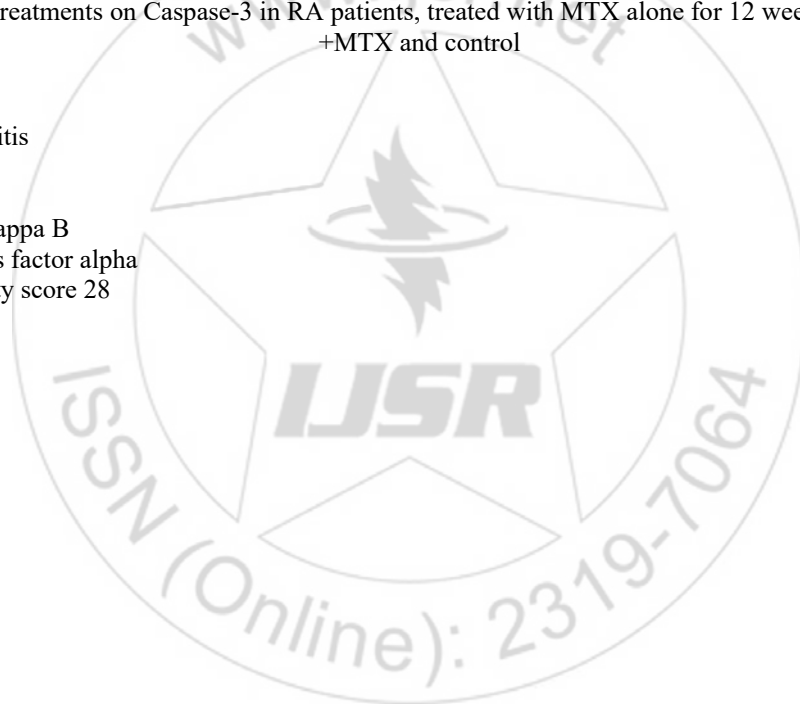 reatments on Caspase-3 in RA patients, treated with MTX alone for 12 wee
+MTX and control
itis
appa B
s factor alpha
y score 28
IJSR
ISSN (Online): 2319-7064